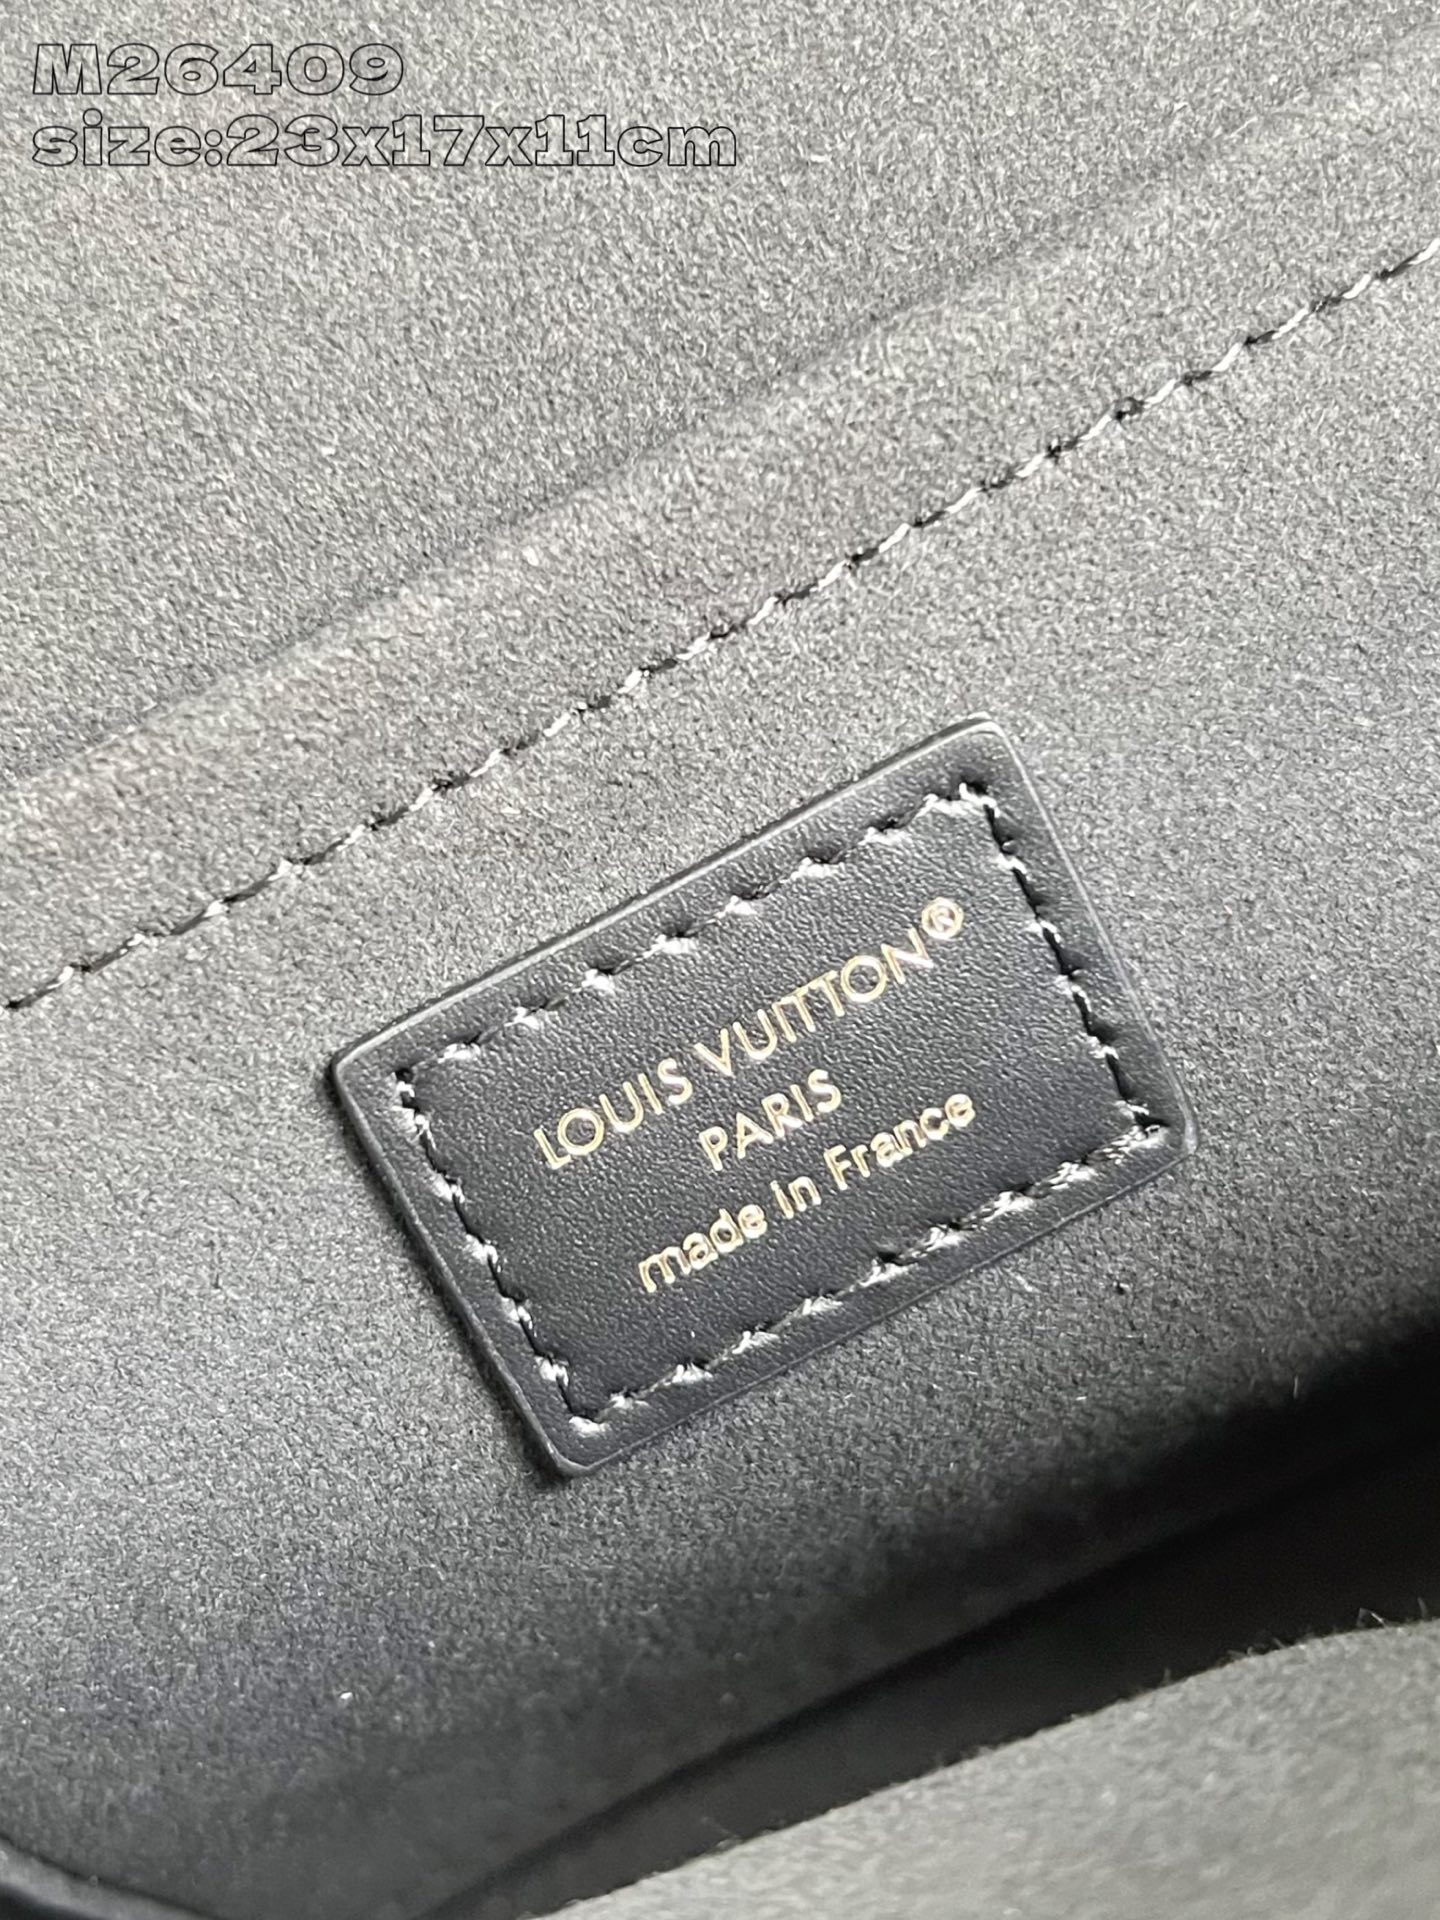 M26409
size:23x17x11cm
LOUIS VUITTON®
PARIS
made in France